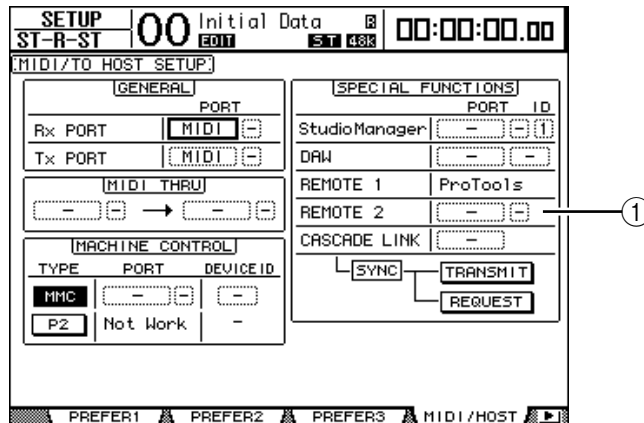 SETUP
ST-R-ST
00 Initial Data
EDIT ST 48K
00:00:00.00
MIDI/TO HOST SETUP
GENERAL
PORT
Rx PORT MIDI -
Tx PORT MIDI -
MIDI THRU
- - → - -
MACHINE CONTROL
TYPE PORT DEVICE ID
MMC - - -
P2 Not Work -
SPECIAL FUNCTIONS
PORT ID
StudioManager - - 1
DAW - -
REMOTE 1 ProTools
REMOTE 2 - -
CASCADE LINK -
SYNC TRANSMIT
REQUEST
①
PREFER1 PREFER2 PREFER3 MIDI/HOST